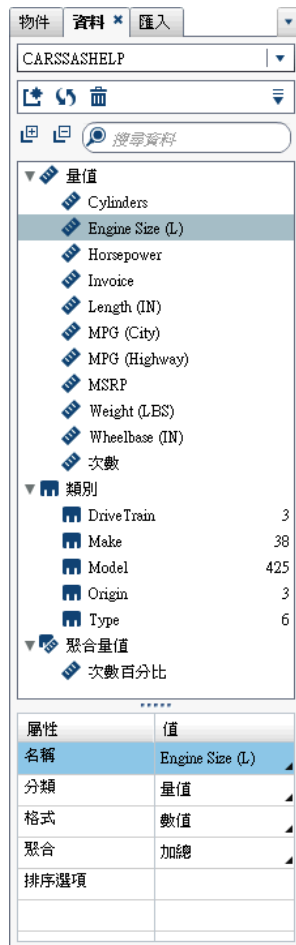 物件 資料 × 匯入
CARSSASHELP
搜尋資料
量值
Cylinders
Engine Size (L)
Horsepower
Invoice
Length (IN)
MPG (City)
MPG (Highway)
MSRP
Weight (LBS)
Wheelbase (IN)
次數
類別
DriveTrain 3
Make 38
Model 425
Origin 3
Type 6
聚合量值
次數百分比
屬性 值
名稱 Engine Size (L)
分類 量值
格式 數值
聚合 加總
排序選項